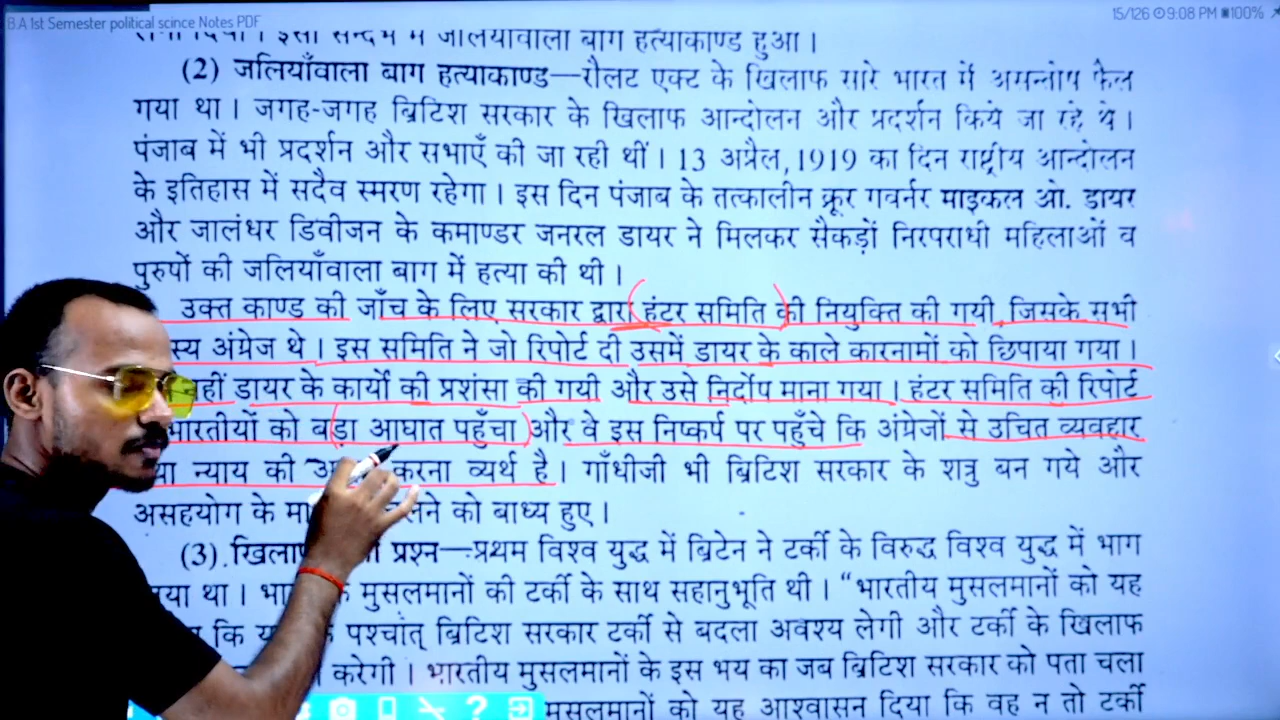 B.A 1st Semester political scince Notes PDF
15/126 9:08 PM 100%
जालियावाला बाग हत्याकाण्ड हुआ।
(2) जलियाँवाला बाग हत्याकाण्ड—रौलट एक्ट के खिलाफ सारे भारत में असन्तोष फैल
गया था। जगह-जगह ब्रिटिश सरकार के खिलाफ आन्दोलन और प्रदर्शन किये जा रहे थे।
पंजाब में भी प्रदर्शन और सभाएँ की जा रही थीं। 13 अप्रैल, 1919 का दिन राष्ट्रीय आन्दोलन
के इतिहास में सदैव स्मरण रहेगा। इस दिन पंजाब के तत्कालीन क्रूर गवर्नर माइकल ओ. डायर
और जालंधर डिवीजन के कमाण्डर जनरल डायर ने मिलकर सैकड़ों निरपराधी महिलाओं व
पुरुषों की जलियाँवाला बाग में हत्या की थी।
उक्त काण्ड की जाँच के लिए सरकार द्वारा हंटर समिति की नियुक्ति की गयी, जिसके सभी
अंग्रेज थे। इस समिति ने जो रिपोर्ट दी उसमें डायर के काले कारनामों को छिपाया गया।
डायर के कार्यों की प्रशंसा की गयी और उसे निर्दोष माना गया। हंटर समिति की रिपोर्ट
भारतीयों को बड़ा आघात पहुँचा और वे इस निष्कर्ष पर पहुँचे कि अंग्रेजों से उचित व्यवहार
न्याय की करना व्यर्थ है। गाँधीजी भी ब्रिटिश सरकार के शत्रु बन गये और
असहयोग के को बाध्य हुए।
(3) प्रश्न—प्रथम विश्व युद्ध में ब्रिटेन ने टर्की के विरुद्ध विश्व युद्ध में भाग
था। मुसलमानों की टर्की के साथ सहानुभूति थी। “भारतीय मुसलमानों को यह
कि पश्चात् ब्रिटिश सरकार टर्की से बदला अवश्य लेगी और टर्की के खिलाफ
करेगी। भारतीय मुसलमानों के इस भय का जब ब्रिटिश सरकार को पता चला
मुसलमानों को यह आश्वासन दिया कि वह न तो टर्की